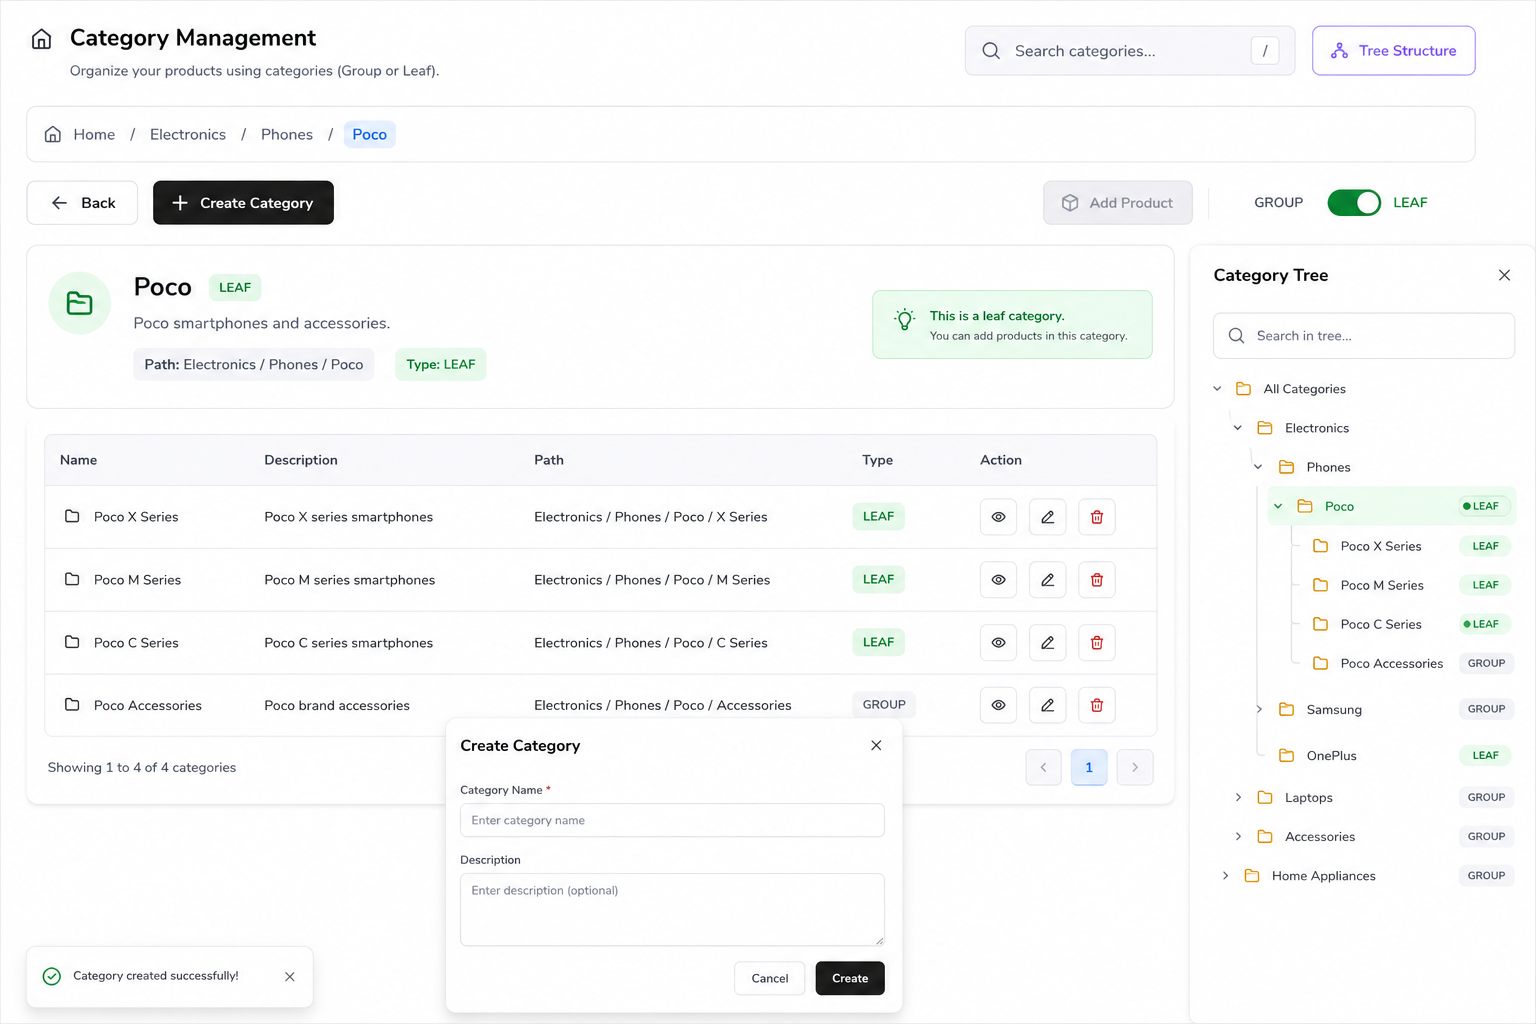 Category Management
Organize your products using categories (Group or Leaf).
Search categories... /
Tree Structure
Home / Electronics / Phones / Poco
Back
Create Category
Add Product
GROUP
LEAF
Poco LEAF
Poco smartphones and accessories.
Path: Electronics / Phones / Poco
Type: LEAF
This is a leaf category.
You can add products in this category.
Name Description Path Type Action
Poco X Series Poco X series smartphones Electronics / Phones / Poco / X Series LEAF
Poco M Series Poco M series smartphones Electronics / Phones / Poco / M Series LEAF
Poco C Series Poco C series smartphones Electronics / Phones / Poco / C Series LEAF
Poco Accessories Poco brand accessories Electronics / Phones / Poco / Accessories GROUP
Showing 1 to 4 of 4 categories
1
Category Tree
Search in tree...
All Categories
Electronics
Phones
Poco LEAF
Poco X Series LEAF
Poco M Series LEAF
Poco C Series LEAF
Poco Accessories GROUP
Samsung GROUP
OnePlus LEAF
Laptops GROUP
Accessories GROUP
Home Appliances GROUP
Create Category
Category Name *
Enter category name
Description
Enter description (optional)
Cancel
Create
Category created successfully!